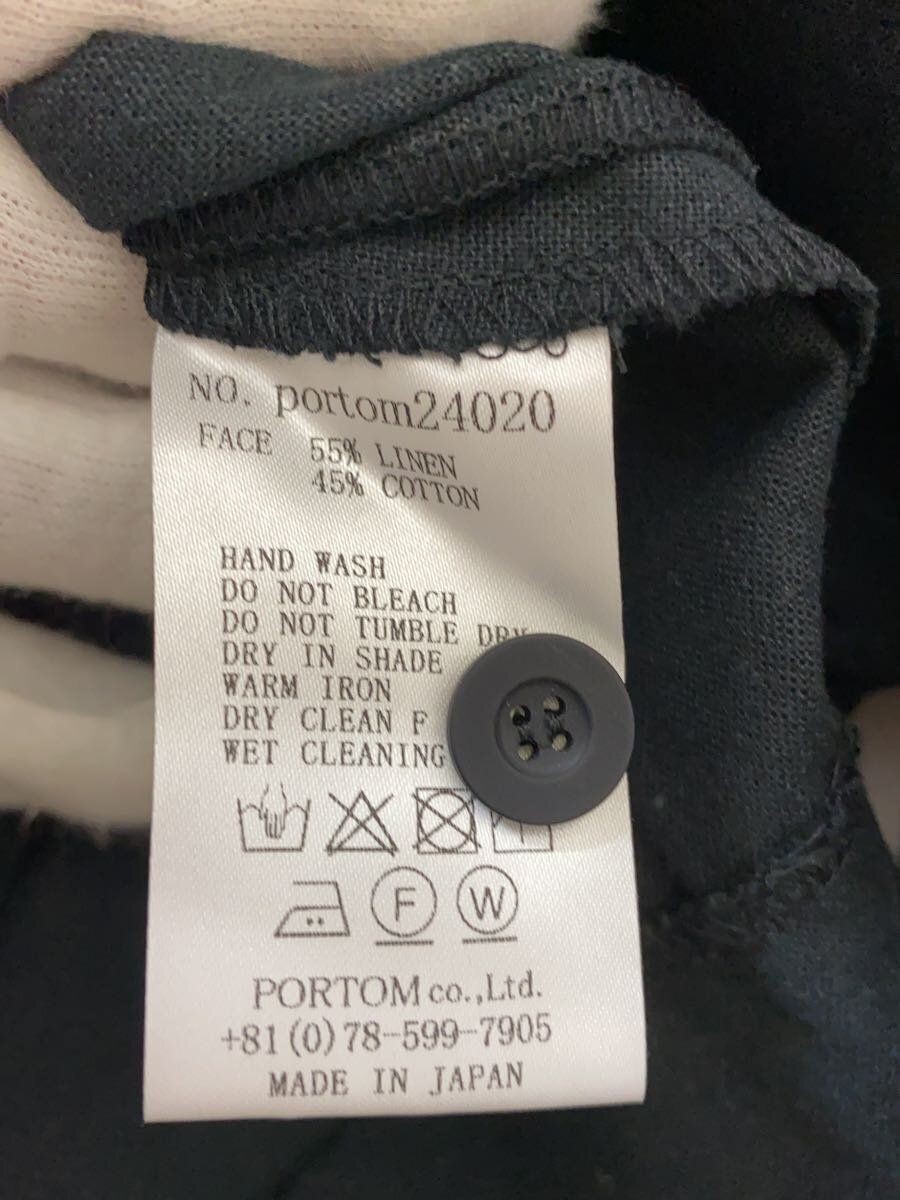 NO. portom24020
FACE 55% LINEN
45% COTTON
HAND WASH
DO NOT BLEACH
DO NOT TUMBLE DRY
DRY IN SHADE
WARM IRON
DRY CLEAN F
WET CLEANING
F W
PORTOM co.,Ltd.
+81(0)78-599-7905
MADE IN JAPAN